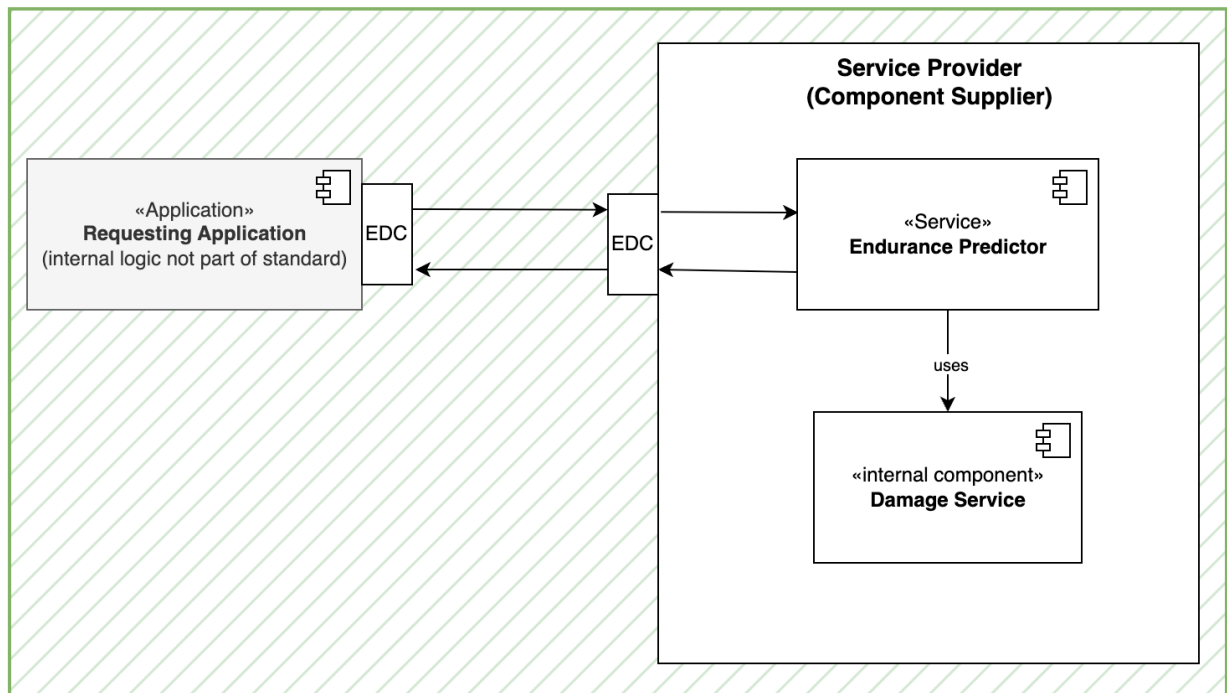 Service Provider
(Component Supplier)
«Application»
Requesting Application
(internal logic not part of standard)
EDC
EDC
«Service»
Endurance Predictor
uses
«internal component»
Damage Service